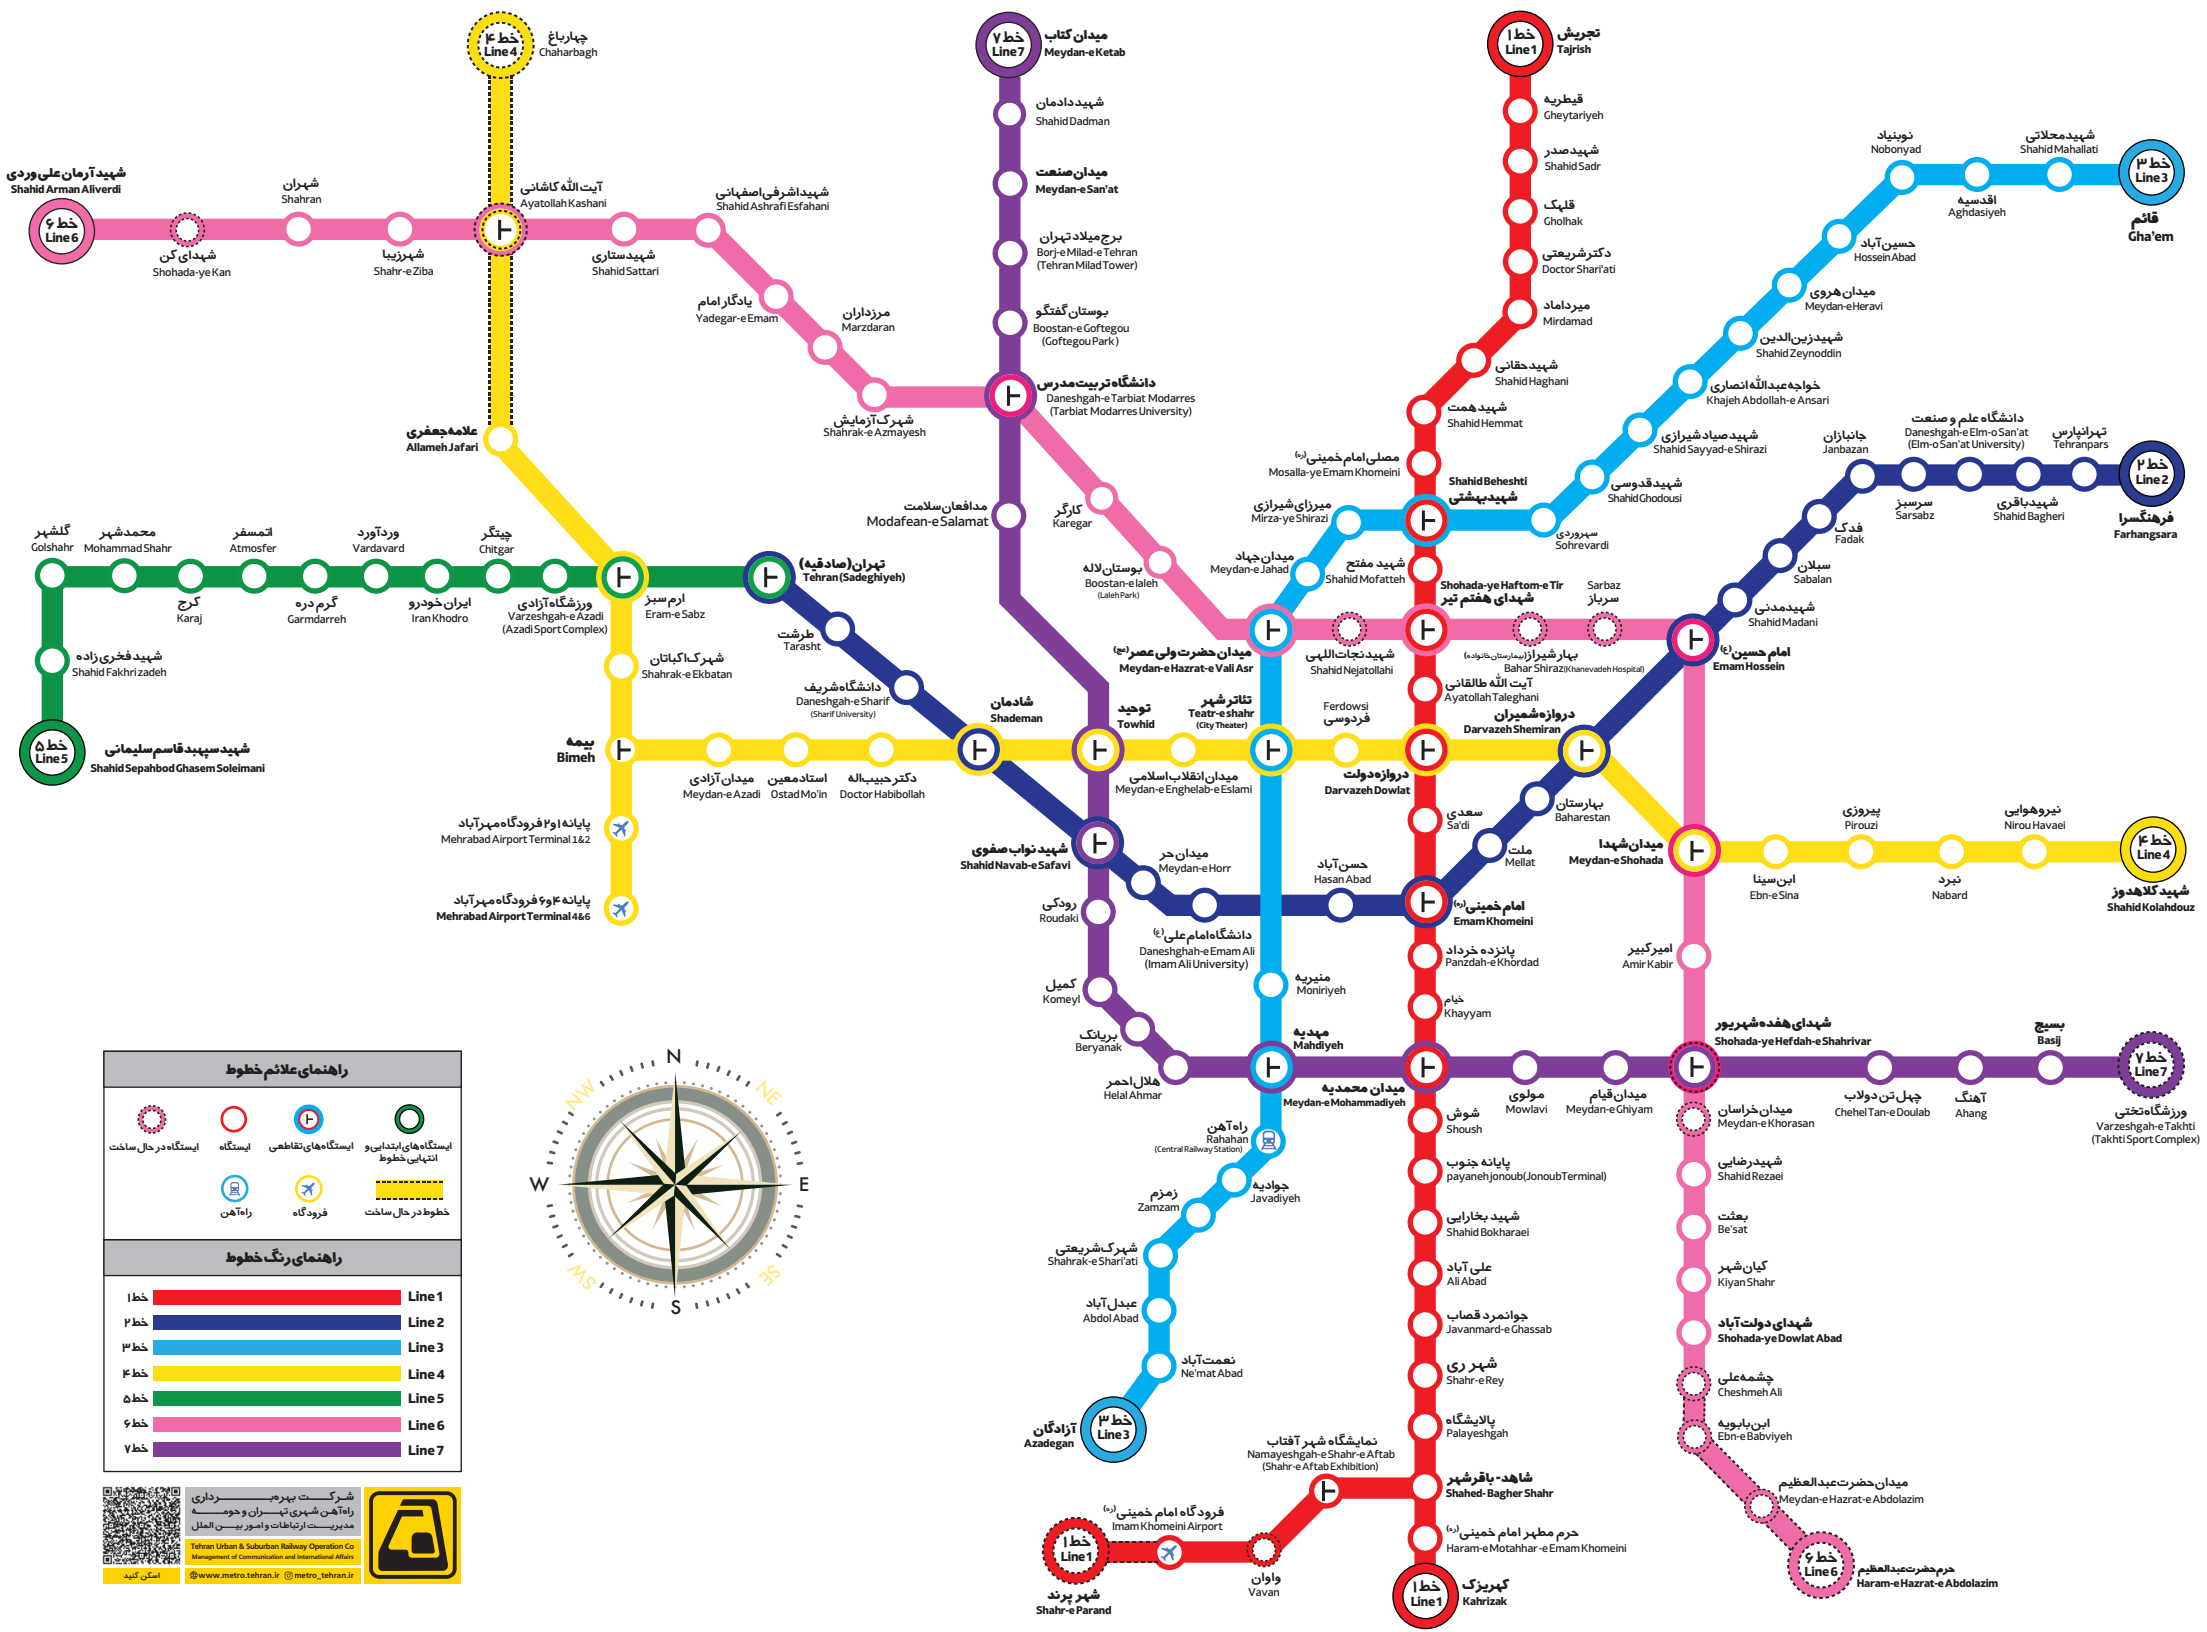 خط ۴
Line 4
چهارباغ
Chaharbagh
خط ۷
Line 7
میدان کتاب
Meydan-e Ketab
خط ۱
Line 1
تجریش
Tajrish
شهید دادمان
Shahid Dadman
میدان صنعت
Meydan-e San'at
برج میلاد تهران
Borj-e Milad-e Tehran
(Tehran Milad Tower)
بوستان گفتگو
Boostan-e Goftegou
(Goftegou Park)
دانشگاه تربیت مدرس
Daneshgah-e Tarbiat Modarres
(Tarbiat Modarres University)
مدافعان سلامت
Modafean-e Salamat
قیطریه
Gheytariyeh
شهید صدر
Shahid Sadr
قلهک
Gholhak
دکتر شریعتی
Doctor Shari'ati
میرداماد
Mirdamad
شهید حقانی
Shahid Haghani
شهید همت
Shahid Hemmat
مصلی امام خمینی (ره)
Mosalla-ye Emam Khomeini
Shahid Beheshti
شهید بهشتی
شهید مفتح
Shahid Mofatteh
Shohada-ye Haftom-e Tir
شهدای هفتم تیر
آیت الله طالقانی
Ayatollah Taleghani
دروازه دولت
Darvazeh Dowlat
سعدی
Sa'di
امام خمینی (ره)
Emam Khomeini
پانزده خرداد
Panzdah-e Khordad
خیام
Khayyam
میدان محمدیه
Meydan-e Mohammadiyeh
شوش
Shoush
پایانه جنوب
payaneh jonoub(Jonoub Terminal)
شهید بخارایی
Shahid Bokharaei
علی آباد
Ali Abad
جوانمرد قصاب
Javanmard-e Ghassab
شهر ری
Shahr-e Rey
پالایشگاه
Palayeshgah
شاهد - باقرشهر
Shahed- Bagher Shahr
حرم مطهر امام خمینی (ره)
Haram-e Motahhar -e Emam Khomeini
خط ۱
Line 1
کهریزک
Kahrizak
نمایشگاه شهر آفتاب
Namayeshgah-e Shahr-e Aftab
(Shahr-e Aftab Exhibition)
واوان
Vavan
فرودگاه امام خمینی (ره)
Imam Khomeini Airport
خط ۱
Line 1
شهر پرند
Shahr-e Parand
شهید آرمان علی وردی
Shahid Arman Aliverdi
خط ۶
Line 6
شهدای کن
Shohada-ye Kan
شهران
Shahran
شهر زیبا
Shahr-e Ziba
آیت الله کاشانی
Ayatollah Kashani
شهید ستاری
Shahid Sattari
شهید اشرفی اصفهانی
Shahid Ashrafi Esfahani
یادگار امام
Yadegar-e Emam
مرزداران
Marzdaran
شهرک آزمایش
Shahrak-e Azmayesh
کارگر
Karegar
بوستان لاله
Boostan-e laleh
(Laleh Park)
میدان حضرت ولی عصر (عج)
Meydan-e Hazrat-e Vali Asr
شهید نجات اللهی
Shahid Nejatollahi
بهار شیراز (بیمارستان خانواده)
Bahar Shiraz(Khanevadeh Hospital)
Sarbaz
سرباز
امام حسین (ع)
Emam Hossein
خط ۳
Line 3
قائم
Gha'em
شهید محلاتی
Shahid Mahallati
اقدسیه
Aghdasiyeh
نوبنیاد
Nobonyad
حسین آباد
Hossein Abad
میدان هروی
Meydan-e Heravi
شهید زین الدین
Shahid Zeynoddin
خواجه عبدالله انصاری
Khajeh Abdollah-e Ansari
شهید صیاد شیرازی
Shahid Sayyad-e Shirazi
شهید قدوسی
Shahid Ghodousi
سهروردی
Sohrevardi
میرزای شیرازی
Mirza-ye Shirazi
میدان جهاد
Meydan-e Jahad
تئاتر شهر
Teatr-e shahr
(City Theater)
منیریه
Moniriyeh
مهدیه
Mahdiyeh
راه آهن
Rahahan
(Central Railway Station)
جوادیه
Javadiyeh
زمزم
Zamzam
شهرک شریعتی
Shahrak-e Shari'ati
عبدل آباد
Abdol Abad
نعمت آباد
Ne'mat Abad
آزادگان
Azadegan
خط ۳
Line 3
خط ۲
Line 2
فرهنگسرا
Farhangsara
تهرانپارس
Tehranpars
شهید باقری
Shahid Bagheri
دانشگاه علم و صنعت
Daneshgah-e Elm-o San'at
(Elm-o San'at University)
سرسبز
Sarsabz
جانبازان
Janbazan
فدک
Fadak
سبلان
Sabalan
شهید مدنی
Shahid Madani
دروازه شمیران
Darvazeh Shemiran
بهارستان
Baharestan
ملت
Mellat
حسن آباد
Hasan Abad
دانشگاه امام علی (ع)
Daneshghah-e Emam Ali
(Imam Ali University)
میدان حر
Meydan-e Horr
شهید نواب صفوی
Shahid Navab-e Safavi
شادمان
Shademan
دانشگاه شریف
Daneshgah-e Sharif
(Sharif University)
طرشت
Tarasht
تهران (صادقیه)
Tehran (Sadeghiyeh)
علامه جعفری
Allameh Jafari
ارم سبز
Eram-e Sabz
شهرک اکباتان
Shahrak-e Ekbatan
بیمه
Bimeh
پایانه ۱و۲ فرودگاه مهرآباد
Mehrabad Airport Terminal 1&2
پایانه ۴و۶ فرودگاه مهرآباد
Mehrabad Airport Terminal 4&6
میدان آزادی
Meydan-e Azadi
استاد معین
Ostad Mo'in
دکتر حبیب اله
Doctor Habibollah
توحید
Towhid
میدان انقلاب اسلامی
Meydan-e Enghelab-e Eslami
Ferdowsi
فردوسی
میدان شهدا
Meydan-e Shohada
ابن سینا
Ebn-e Sina
پیروزی
Pirouzi
نبرد
Nabard
نیرو هوایی
Nirou Havaei
خط ۴
Line 4
شهید کلاهدوز
Shahid Kolahdouz
گلشهر
Golshahr
محمدشهر
Mohammad Shahr
کرج
Karaj
اتمسفر
Atmosfer
گرم دره
Garmdarreh
وردآورد
Vardavard
ایران خودرو
Iran Khodro
چیتگر
Chitgar
ورزشگاه آزادی
Varzeshgah-e Azadi
(Azadi Sport Complex)
شهید فخری زاده
Shahid Fakhri zadeh
خط ۵
Line 5
شهید سپهبد قاسم سلیمانی
Shahid Sepahbod Ghasem Soleimani
رودکی
Roudaki
کمیل
Komeyl
بریانک
Beryanak
هلال احمر
Helal Ahmar
مولوی
Mowlavi
میدان قیام
Meydan-e Ghiyam
شهدای هفده شهریور
Shohada-ye Hefdah-e Shahrivar
چهل تن دولاب
Chehel Tan-e Doulab
آهنگ
Ahang
بسیج
Basij
خط ۷
Line 7
ورزشگاه تختی
Varzeshgah-e Takhti
(Takhti Sport Complex)
امیرکبیر
Amir Kabir
میدان خراسان
Meydan-e Khorasan
شهید رضایی
Shahid Rezaei
بعثت
Be'sat
کیان شهر
Kiyan Shahr
شهدای دولت آباد
Shohada-ye Dowlat Abad
چشمه علی
Cheshmeh Ali
ابن بابویه
Ebn-e Babviyeh
میدان حضرت عبدالعظیم
Meydan-e Hazrat-e Abdolazim
خط ۶
Line 6
حرم حضرت عبدالعظیم
Haram-e Hazrat-e Abdolazim
N
NE
E
SE
S
SW
W
NW
راهنمای علائم خطوط
ایستگاه های ابتدایی و
انتهایی خطوط
ایستگاه های تقاطعی
ایستگاه
ایستگاه در حال ساخت
خطوط در حال ساخت
فرودگاه
راه آهن
راهنمای رنگ خطوط
خط ۱ Line 1
خط ۲ Line 2
خط ۳ Line 3
خط ۴ Line 4
خط ۵ Line 5
خط ۶ Line 6
خط ۷ Line 7
شرکت بهره برداری
راه آهن شهری تهران و حومه
مدیریت ارتباطات و امور بین الملل
Tehran Urban & Suburban Railway Operation Co
Management of Communication and International Affairs
www.metro.tehran.ir metro_tehran.ir
اسکن کنید